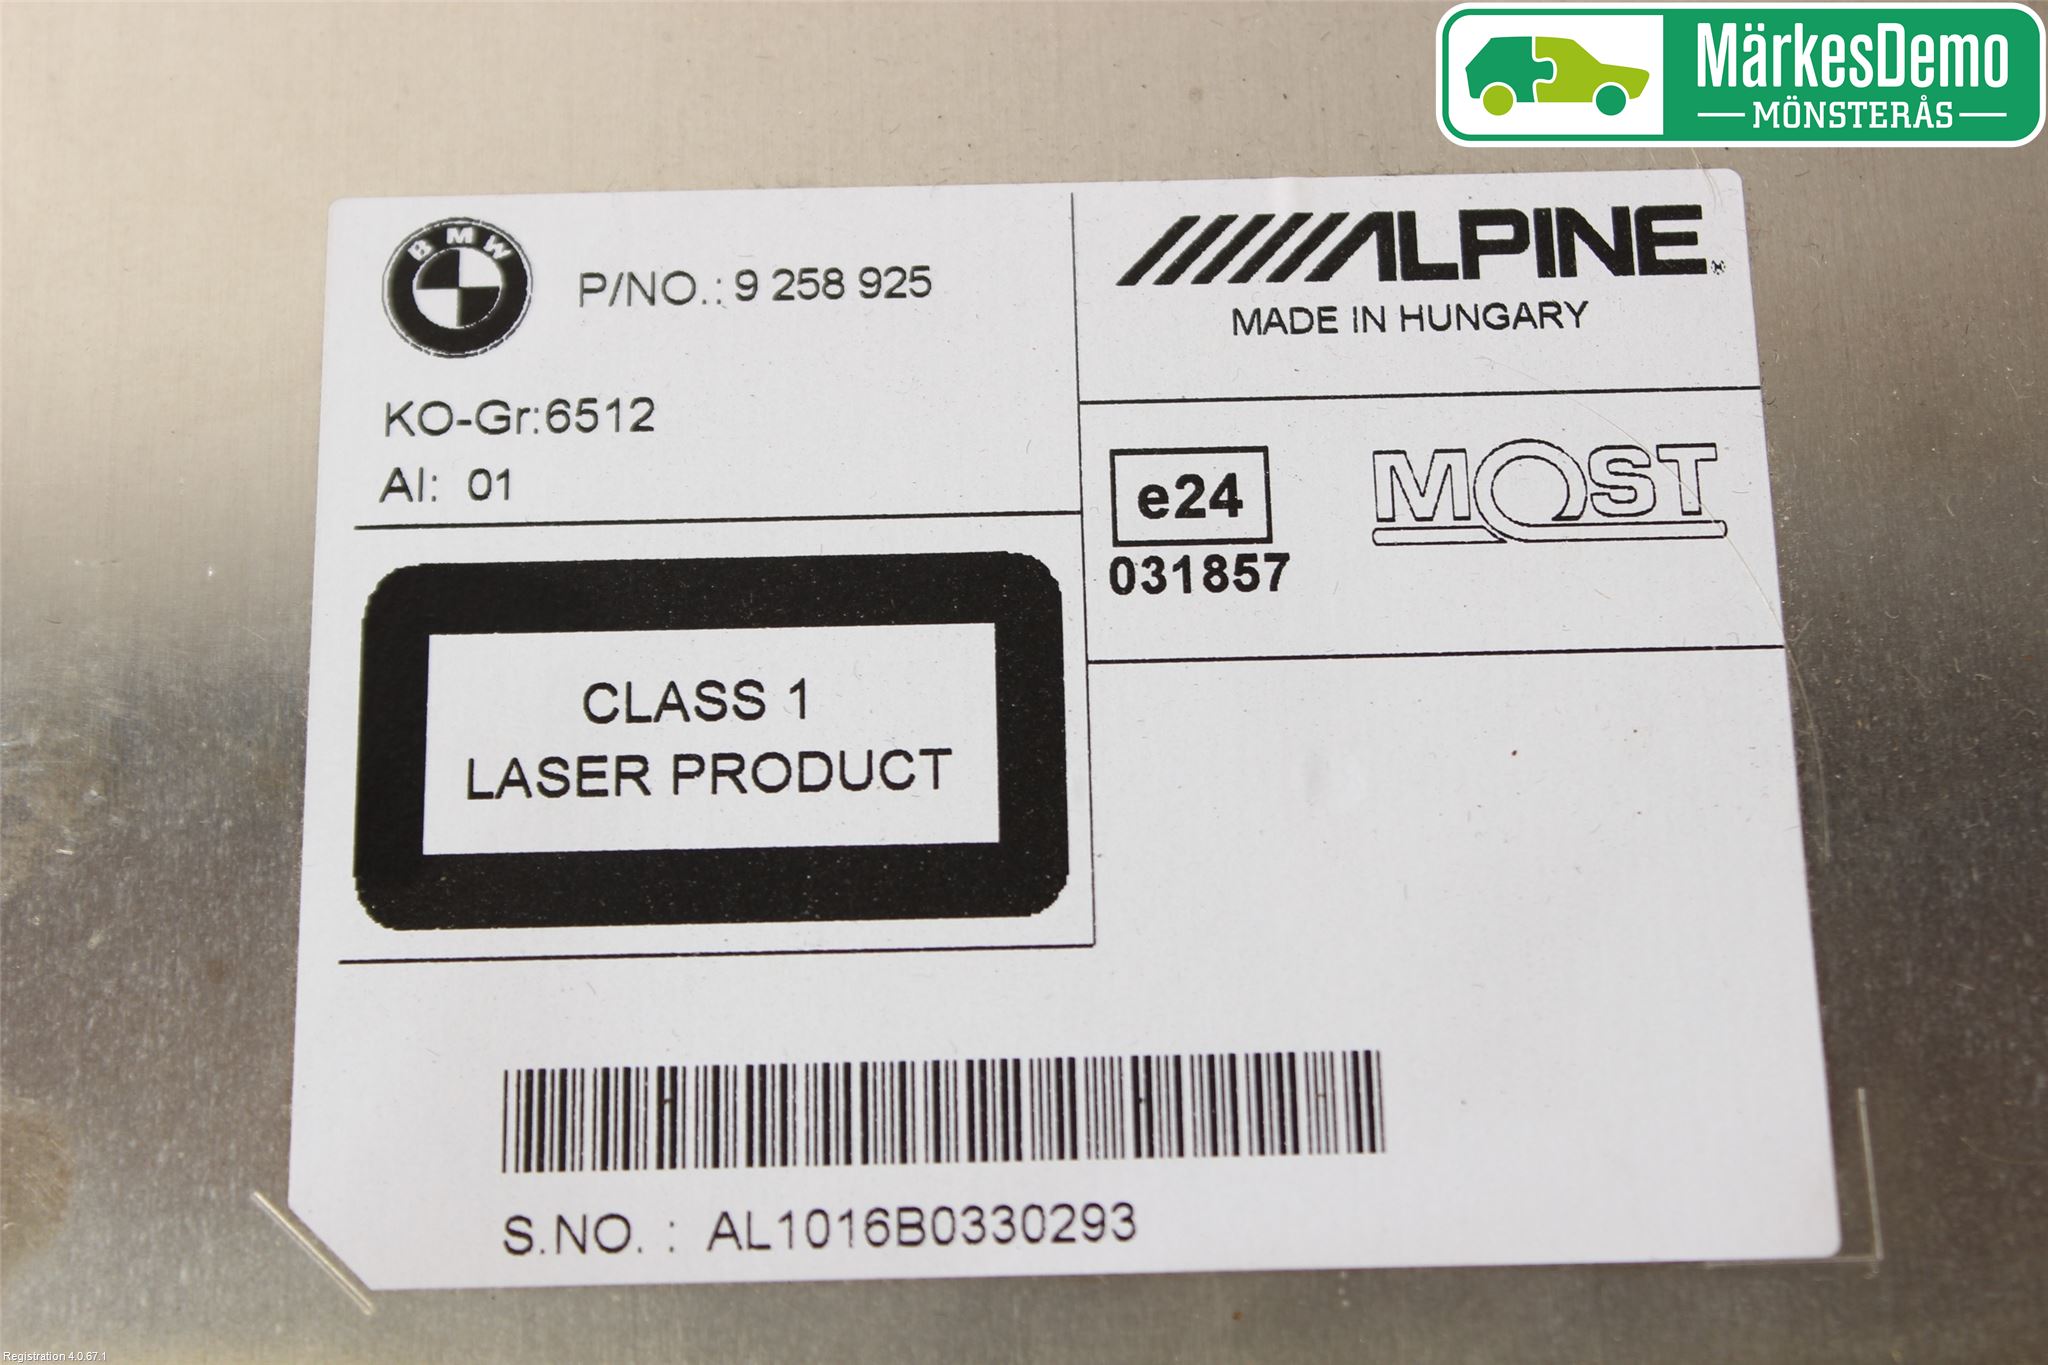 MärkesDemo
MÖNSTERÅS
BMW
P/NO.: 9 258 925
KO-Gr:6512
AI: 01
ALPINE
MADE IN HUNGARY
e24
031857
MOST
CLASS 1
LASER PRODUCT
S.NO. : AL1016B0330293
Registration 4.0.67.1